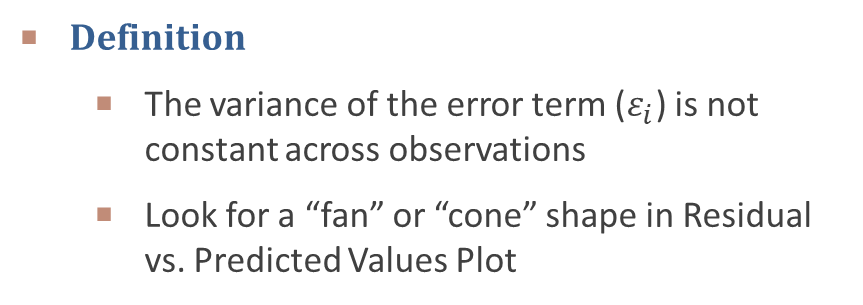 Definition
The variance of the error term (εᵢ) is not
constant across observations
Look for a “fan” or “cone” shape in Residual
vs. Predicted Values Plot